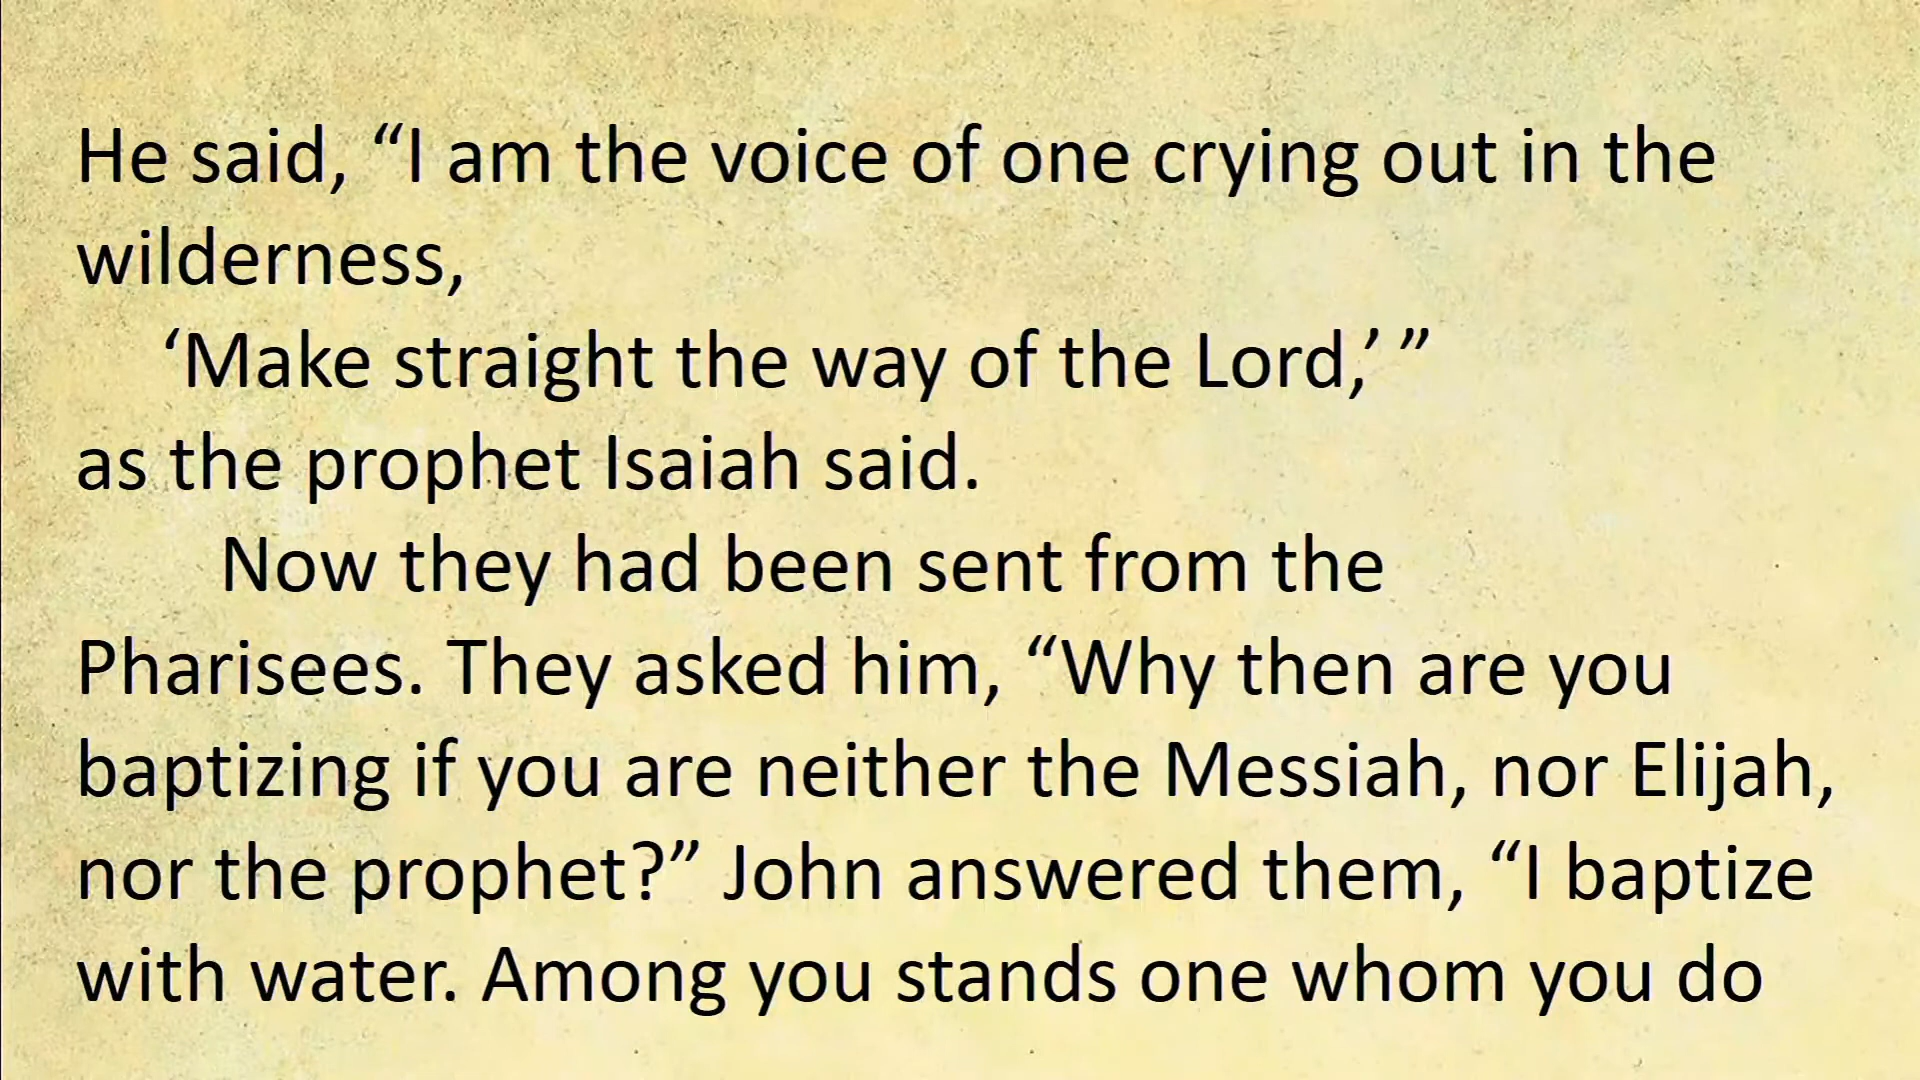 He said, “I am the voice of one crying out in the
wilderness,
‘Make straight the way of the Lord,’ ”
as the prophet Isaiah said.
Now they had been sent from the
Pharisees. They asked him, “Why then are you
baptizing if you are neither the Messiah, nor Elijah,
nor the prophet?” John answered them, “I baptize
with water. Among you stands one whom you do